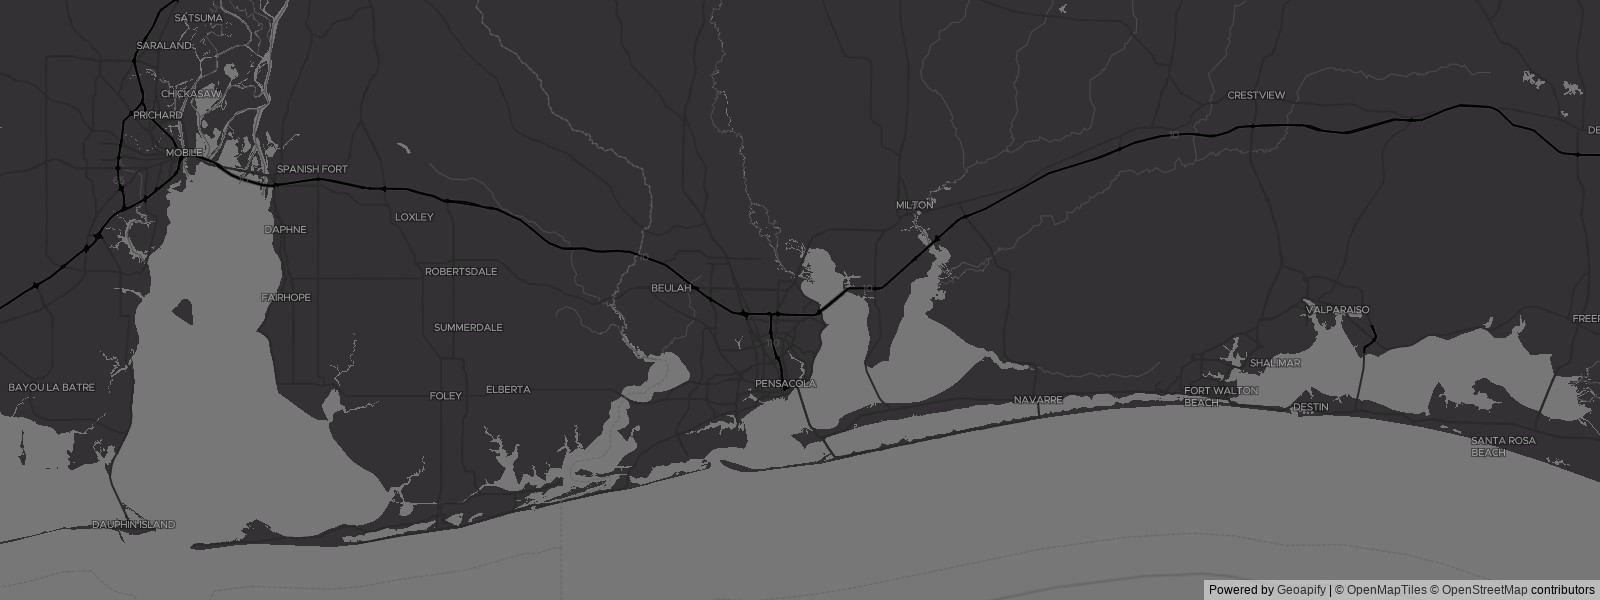 SATSUMA
SARALAND
CHICKASAW
CRESTVIEW
PRICHARD
MOBILE
SPANISH FORT
MILTON
LOXLEY
DAPHNE
ROBERTSDALE
BEULAH
FAIRHOPE
VALPARAISO
SUMMERDALE
SHALIMAR
PENSACOLA
BAYOU LA BATRE
ELBERTA
FOLEY
FORT WALTON
BEACH
NAVARRE
DESTIN
SANTA ROSA
BEACH
DAUPHIN ISLAND
Powered by Geoapify | © OpenMapTiles © OpenStreetMap contributors